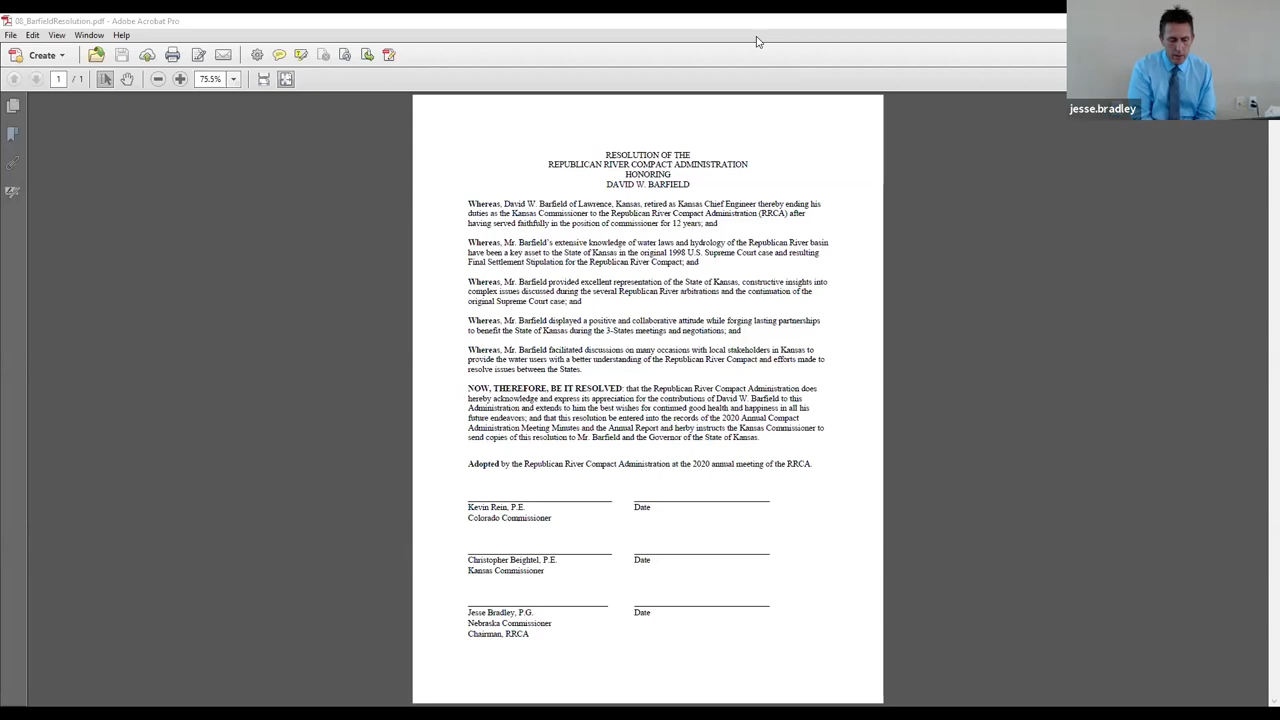 08_BarfieldResolution.pdf - Adobe Acrobat Pro
File Edit View Window Help
Create
1 / 1 75.5%
jesse.bradley
RESOLUTION OF THE
REPUBLICAN RIVER COMPACT ADMINISTRATION
HONORING
DAVID W. BARFIELD
Whereas, David W. Barfield of Lawrence, Kansas, retired as Kansas Chief Engineer thereby ending his
duties as the Kansas Commissioner to the Republican River Compact Administration (RRCA) after
having served faithfully in the position of commissioner for 12 years; and
Whereas, Mr. Barfield's extensive knowledge of water laws and hydrology of the Republican River basin
have been a key asset to the State of Kansas in the original 1998 U.S. Supreme Court case and resulting
Final Settlement Stipulation for the Republican River Compact; and
Whereas, Mr. Barfield provided excellent representation of the State of Kansas, constructive insights into
complex issues discussed during the several Republican River arbitrations and the continuation of the
original Supreme Court case; and
Whereas, Mr. Barfield displayed a positive and collaborative attitude while forging lasting partnerships
to benefit the State of Kansas during the 3-States meetings and negotiations; and
Whereas, Mr. Barfield facilitated discussions on many occasions with local stakeholders in Kansas to
provide the water users with a better understanding of the Republican River Compact and efforts made to
resolve issues between the States.
NOW, THEREFORE, BE IT RESOLVED: that the Republican River Compact Administration does
hereby acknowledge and express its appreciation for the contributions of David W. Barfield to this
Administration and extends to him the best wishes for continued good health and happiness in all his
future endeavors; and that this resolution be entered into the records of the 2020 Annual Compact
Administration Meeting Minutes and the Annual Report and herby instructs the Kansas Commissioner to
send copies of this resolution to Mr. Barfield and the Governor of the State of Kansas.
Adopted by the Republican River Compact Administration at the 2020 annual meeting of the RRCA.
Kevin Rein, P.E. Date
Colorado Commissioner
Christopher Beightel, P.E. Date
Kansas Commissioner
Jesse Bradley, P.G. Date
Nebraska Commissioner
Chairman, RRCA